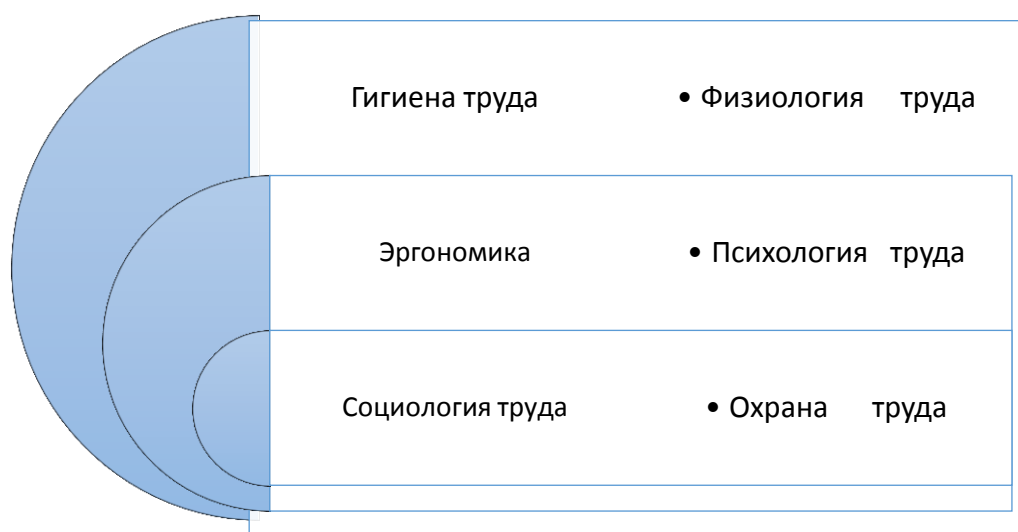 Гигиена труда • Физиология труда
Эргономика • Психология труда
Социология труда • Охрана труда